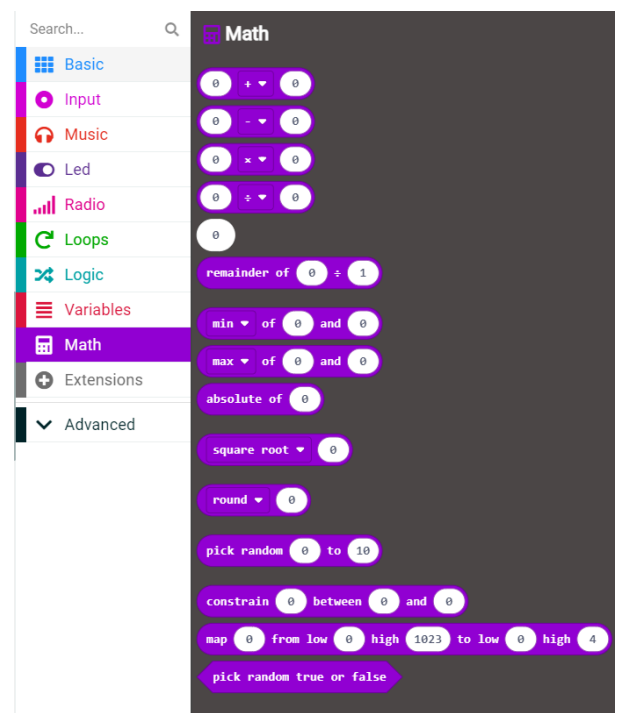 Search...
Basic
Input
Music
Led
Radio
Loops
Logic
Variables
Math
Extensions
Advanced
Math
0 + 0
0 - 0
0 × 0
0 ÷ 0
0
remainder of 0 ÷ 1
min of 0 and 0
max of 0 and 0
absolute of 0
square root 0
round 0
pick random 0 to 10
constrain 0 between 0 and 0
map 0 from low 0 high 1023 to low 0 high 4
pick random true or false